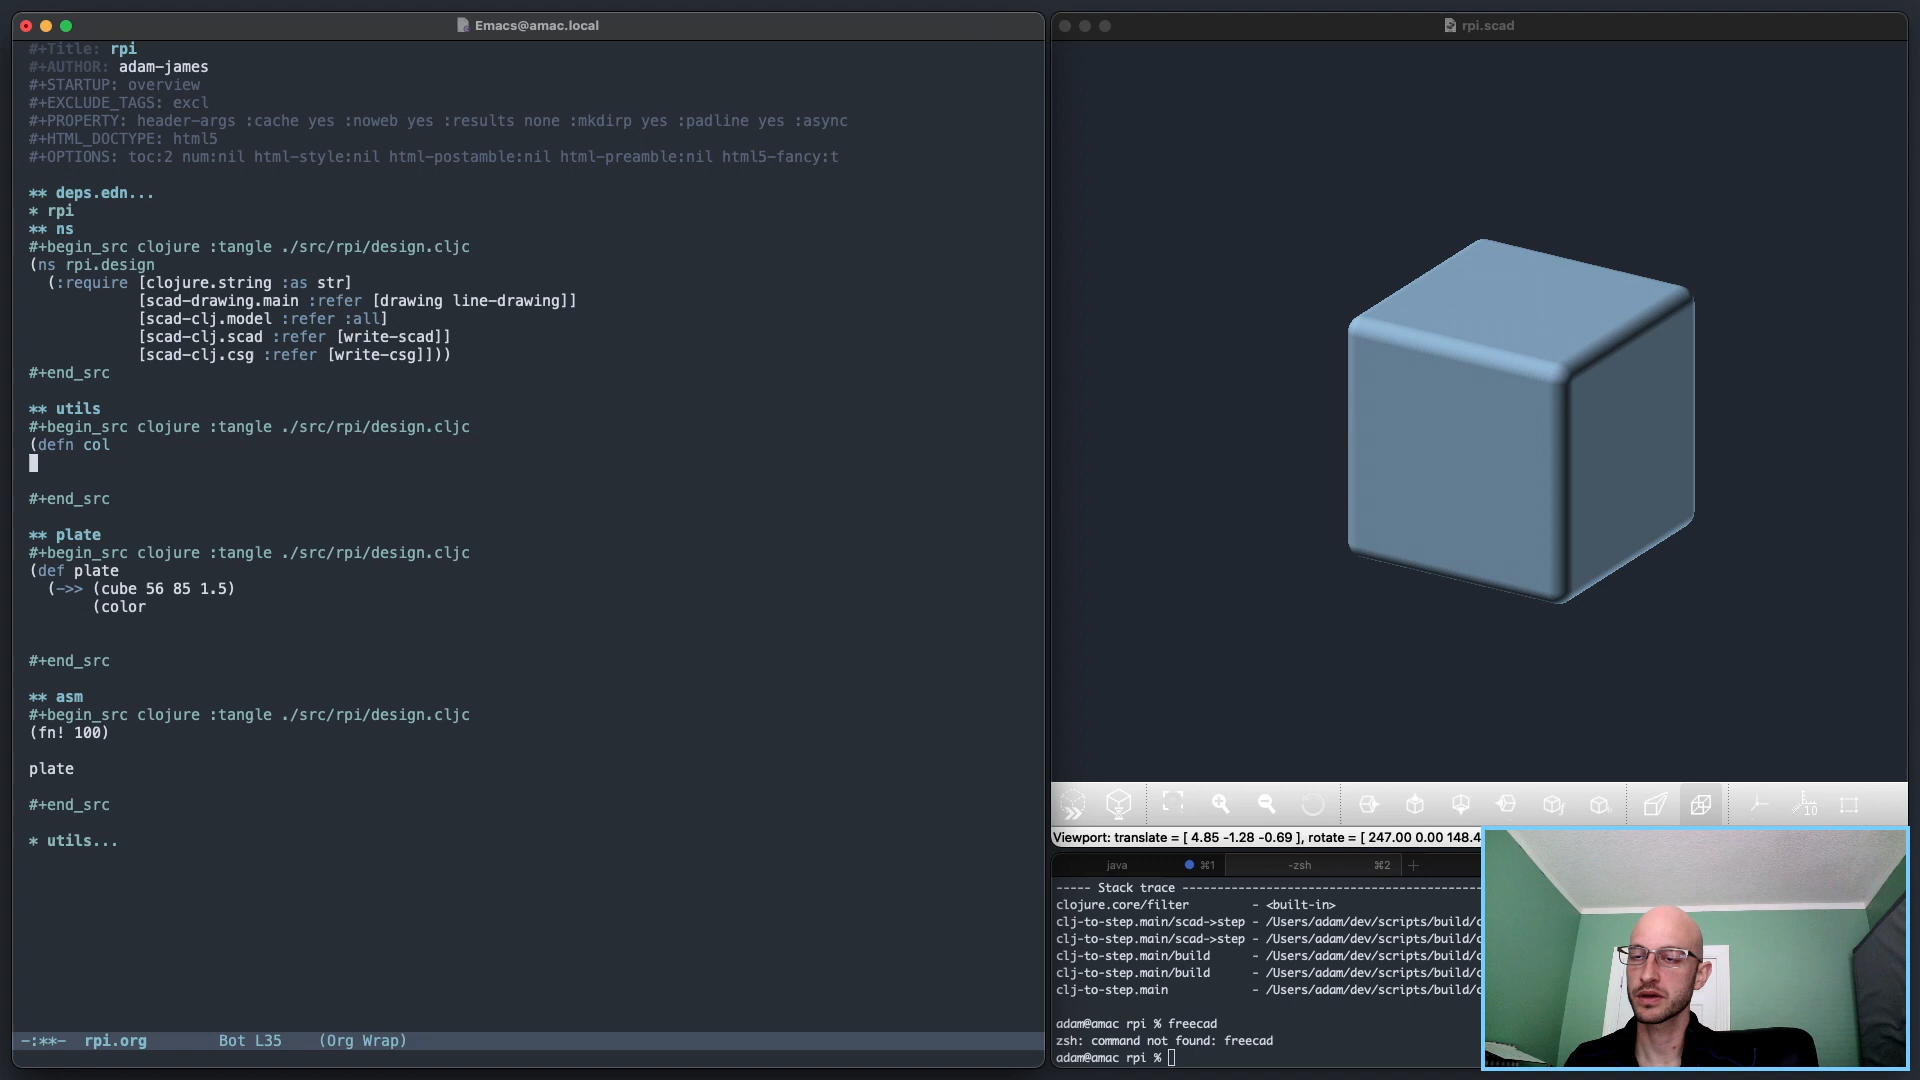 Emacs@amac.local
#+Title: rpi
#+AUTHOR: adam-james
#+STARTUP: overview
#+EXCLUDE_TAGS: excl
#+PROPERTY: header-args :cache yes :noweb yes :results none :mkdirp yes :padline yes :async
#+HTML_DOCTYPE: html5
#+OPTIONS: toc:2 num:nil html-style:nil html-postamble:nil html-preamble:nil html5-fancy:t
** deps.edn...
* rpi
** ns
#+begin_src clojure :tangle ./src/rpi/design.cljc
(ns rpi.design
(:require [clojure.string :as str]
[scad-drawing.main :refer [drawing line-drawing]]
[scad-clj.model :refer :all]
[scad-clj.scad :refer [write-scad]]
[scad-clj.csg :refer [write-csg]]))
#+end_src
** utils
#+begin_src clojure :tangle ./src/rpi/design.cljc
(defn col
#+end_src
** plate
#+begin_src clojure :tangle ./src/rpi/design.cljc
(def plate
(->> (cube 56 85 1.5)
(color
#+end_src
** asm
#+begin_src clojure :tangle ./src/rpi/design.cljc
(fn! 100)
plate
#+end_src
* utils...
-:**- rpi.org Bot L35 (Org Wrap)
rpi.scad
10
Viewport: translate = [ 4.85 -1.28 -0.69 ], rotate = [ 247.00 0.00 148.4
java ⌘1 -zsh ⌘2 +
----- Stack trace -----------------------------------
clojure.core/filter - <built-in>
clj-to-step.main/scad->step - /Users/adam/dev/scripts/build/c
clj-to-step.main/scad->step - /Users/adam/dev/scripts/build/c
clj-to-step.main/build - /Users/adam/dev/scripts/build/c
clj-to-step.main/build - /Users/adam/dev/scripts/build/c
clj-to-step.main - /Users/adam/dev/scripts/build/c
adam@amac rpi % freecad
zsh: command not found: freecad
adam@amac rpi %